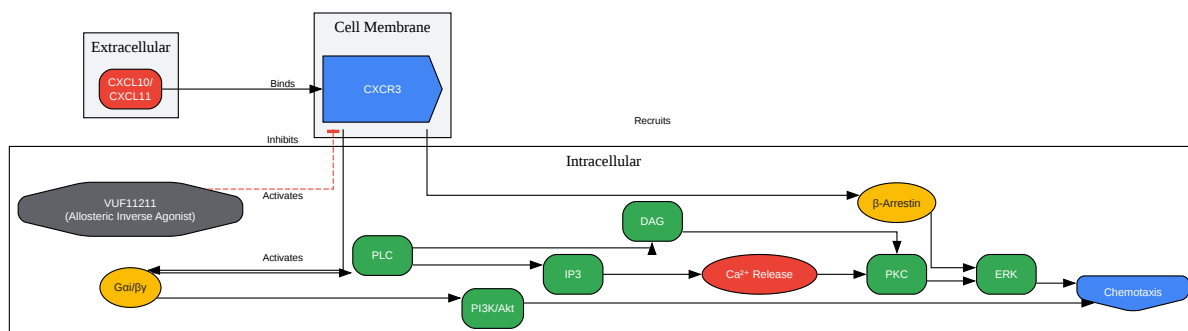 Cell Membrane
Extracellular
CXCL10/
CXCL11
Binds
CXCR3
Recruits
Inhibits
Intracellular
VUF11211
(Allosteric Inverse Agonist)
Activates
β-Arrestin
DAG
PLC
Activates
IP3
Ca²⁺ Release
PKC
ERK
Gαi/βγ
PI3K/Akt
Chemotaxis